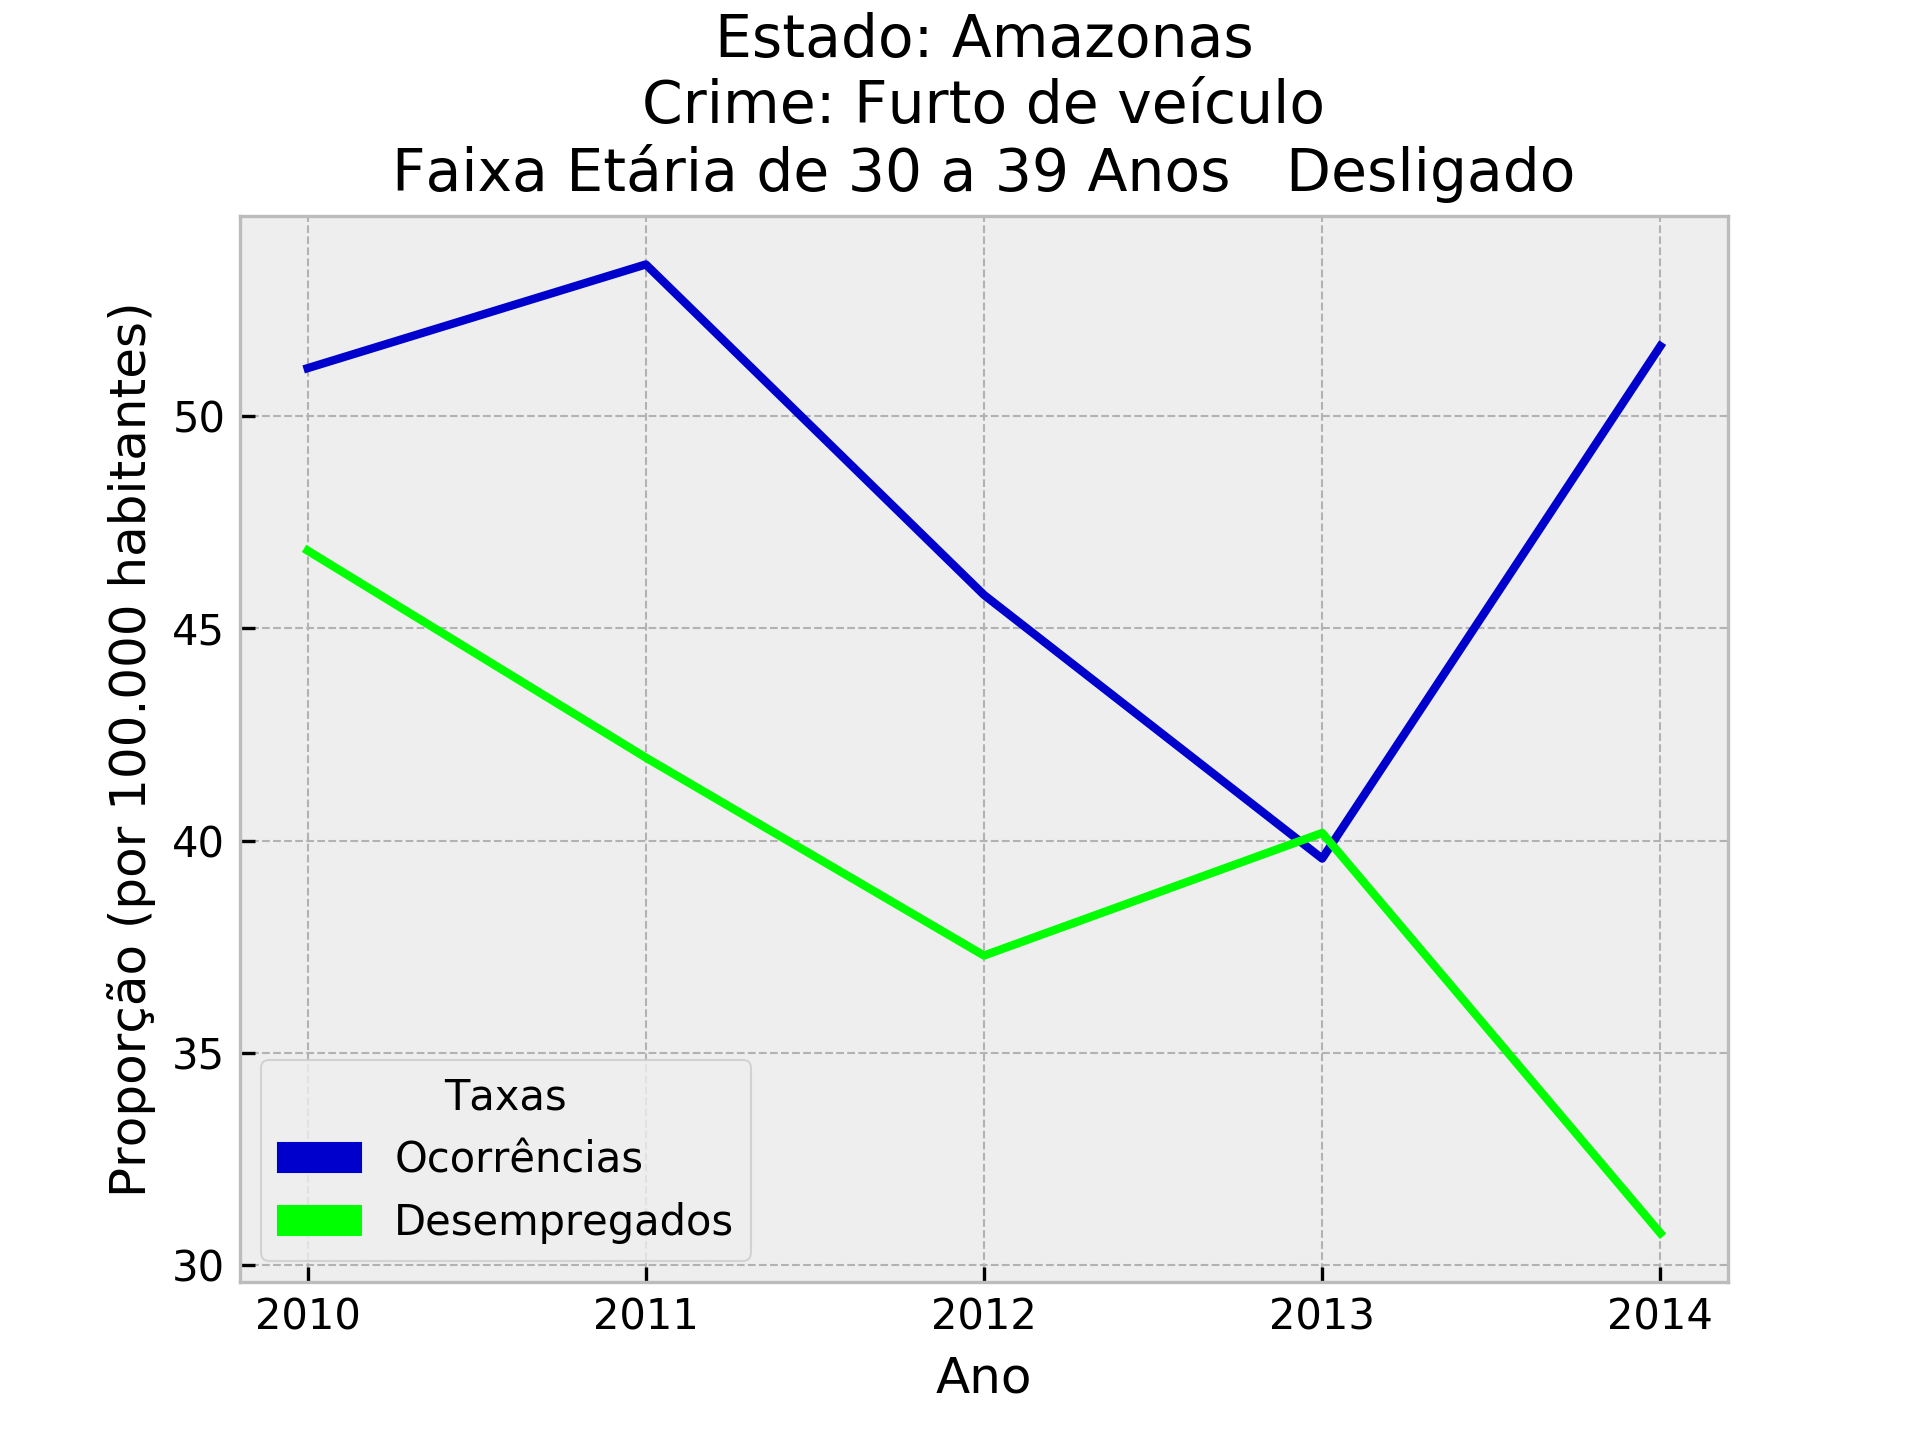 Estado: Amazonas
Crime: Furto de veículo
Faixa Etária de 30 a 39 Anos   Desligado
Proporção (por 100.000 habitantes)
50
45
40
35
30
Taxas
Ocorrências
Desempregados
2010 2011 2012 2013 2014
Ano